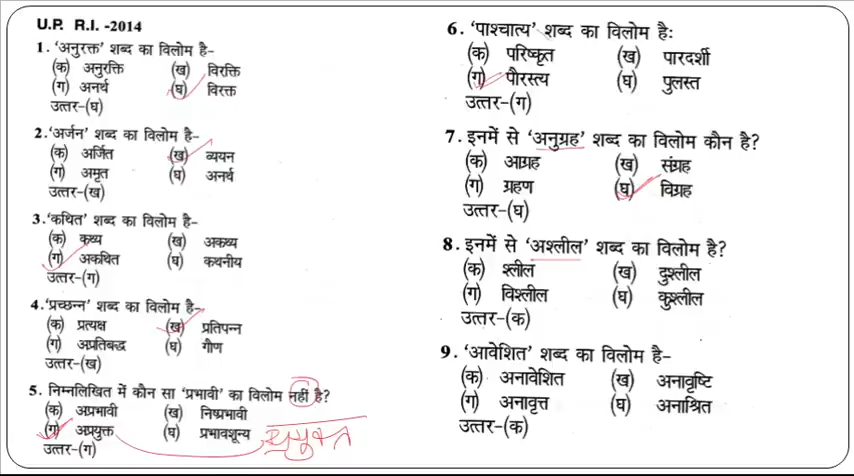 U.P. R.I. -2014
1. 'अनुरक्त' शब्द का विलोम है-
(क) अनुरक्ति (ख) विरक्ति
(ग) अनर्थ (घ) विरक्त
उत्तर-(घ)
2. 'अर्जन' शब्द का विलोम है-
(क) अर्जित (ख) व्ययन
(ग) अमृत (घ) अनर्थ
उत्तर-(ख)
3. 'कथित' शब्द का विलोम है-
(क) कथ्य (ख) अकथ्य
(ग) अकथित (घ) कथनीय
उत्तर-(ग)
4. 'प्रच्छन्न' शब्द का विलोम है-
(क) प्रत्यक्ष (ख) प्रतिपन्न
(ग) अप्रतिबद्ध (घ) गौण
उत्तर-(ख)
5. निम्नलिखित में कौन सा 'प्रभावी' का विलोम नहीं है?
(क) अप्रभावी (ख) निष्प्रभावी
(ग) अप्रयुक्त (घ) प्रभावशून्य
उत्तर-(ग)
प्रयुक्त
6. 'पाश्चात्य' शब्द का विलोम है:
(क) परिष्कृत (ख) पारदर्शी
(ग) पौरस्त्य (घ) पुलस्त
उत्तर-(ग)
7. इनमें से 'अनुग्रह' शब्द का विलोम कौन है?
(क) आग्रह (ख) संग्रह
(ग) ग्रहण (घ) विग्रह
उत्तर-(घ)
8. इनमें से 'अश्लील' शब्द का विलोम है?
(क) श्लील (ख) दुश्लील
(ग) विश्लील (घ) कुश्लील
उत्तर-(क)
9. 'आवेशित' शब्द का विलोम है-
(क) अनावेशित (ख) अनावृष्टि
(ग) अनावृत्त (घ) अनाश्रित
उत्तर-(क)